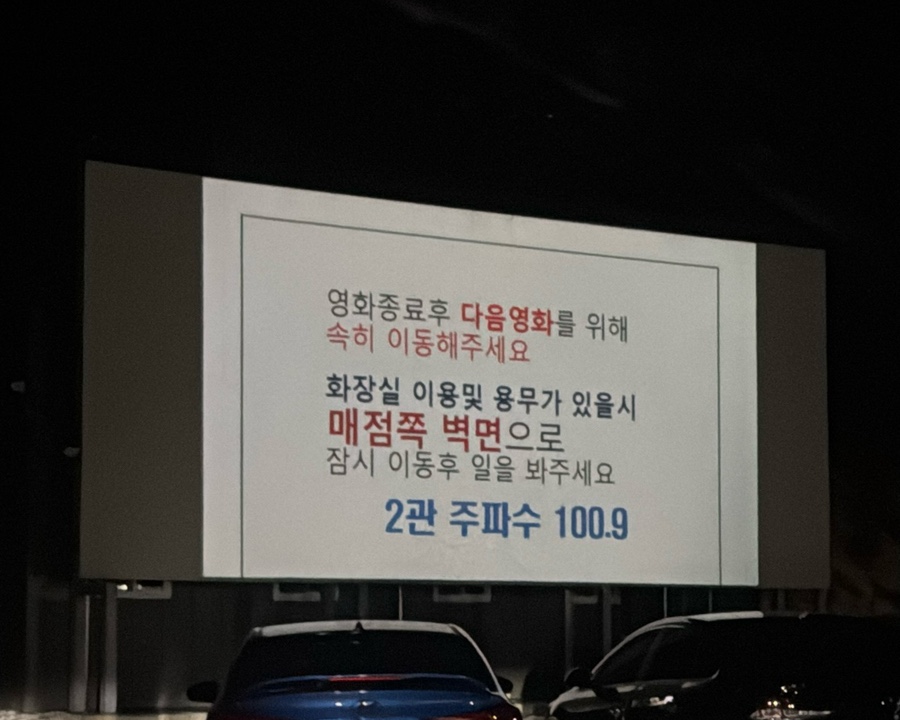 영화종료후 다음영화를 위해
속히 이동해주세요
화장실 이용및 용무가 있을시
매점쪽 벽면으로
잠시 이동후 일을 봐주세요
2관 주파수 100.9